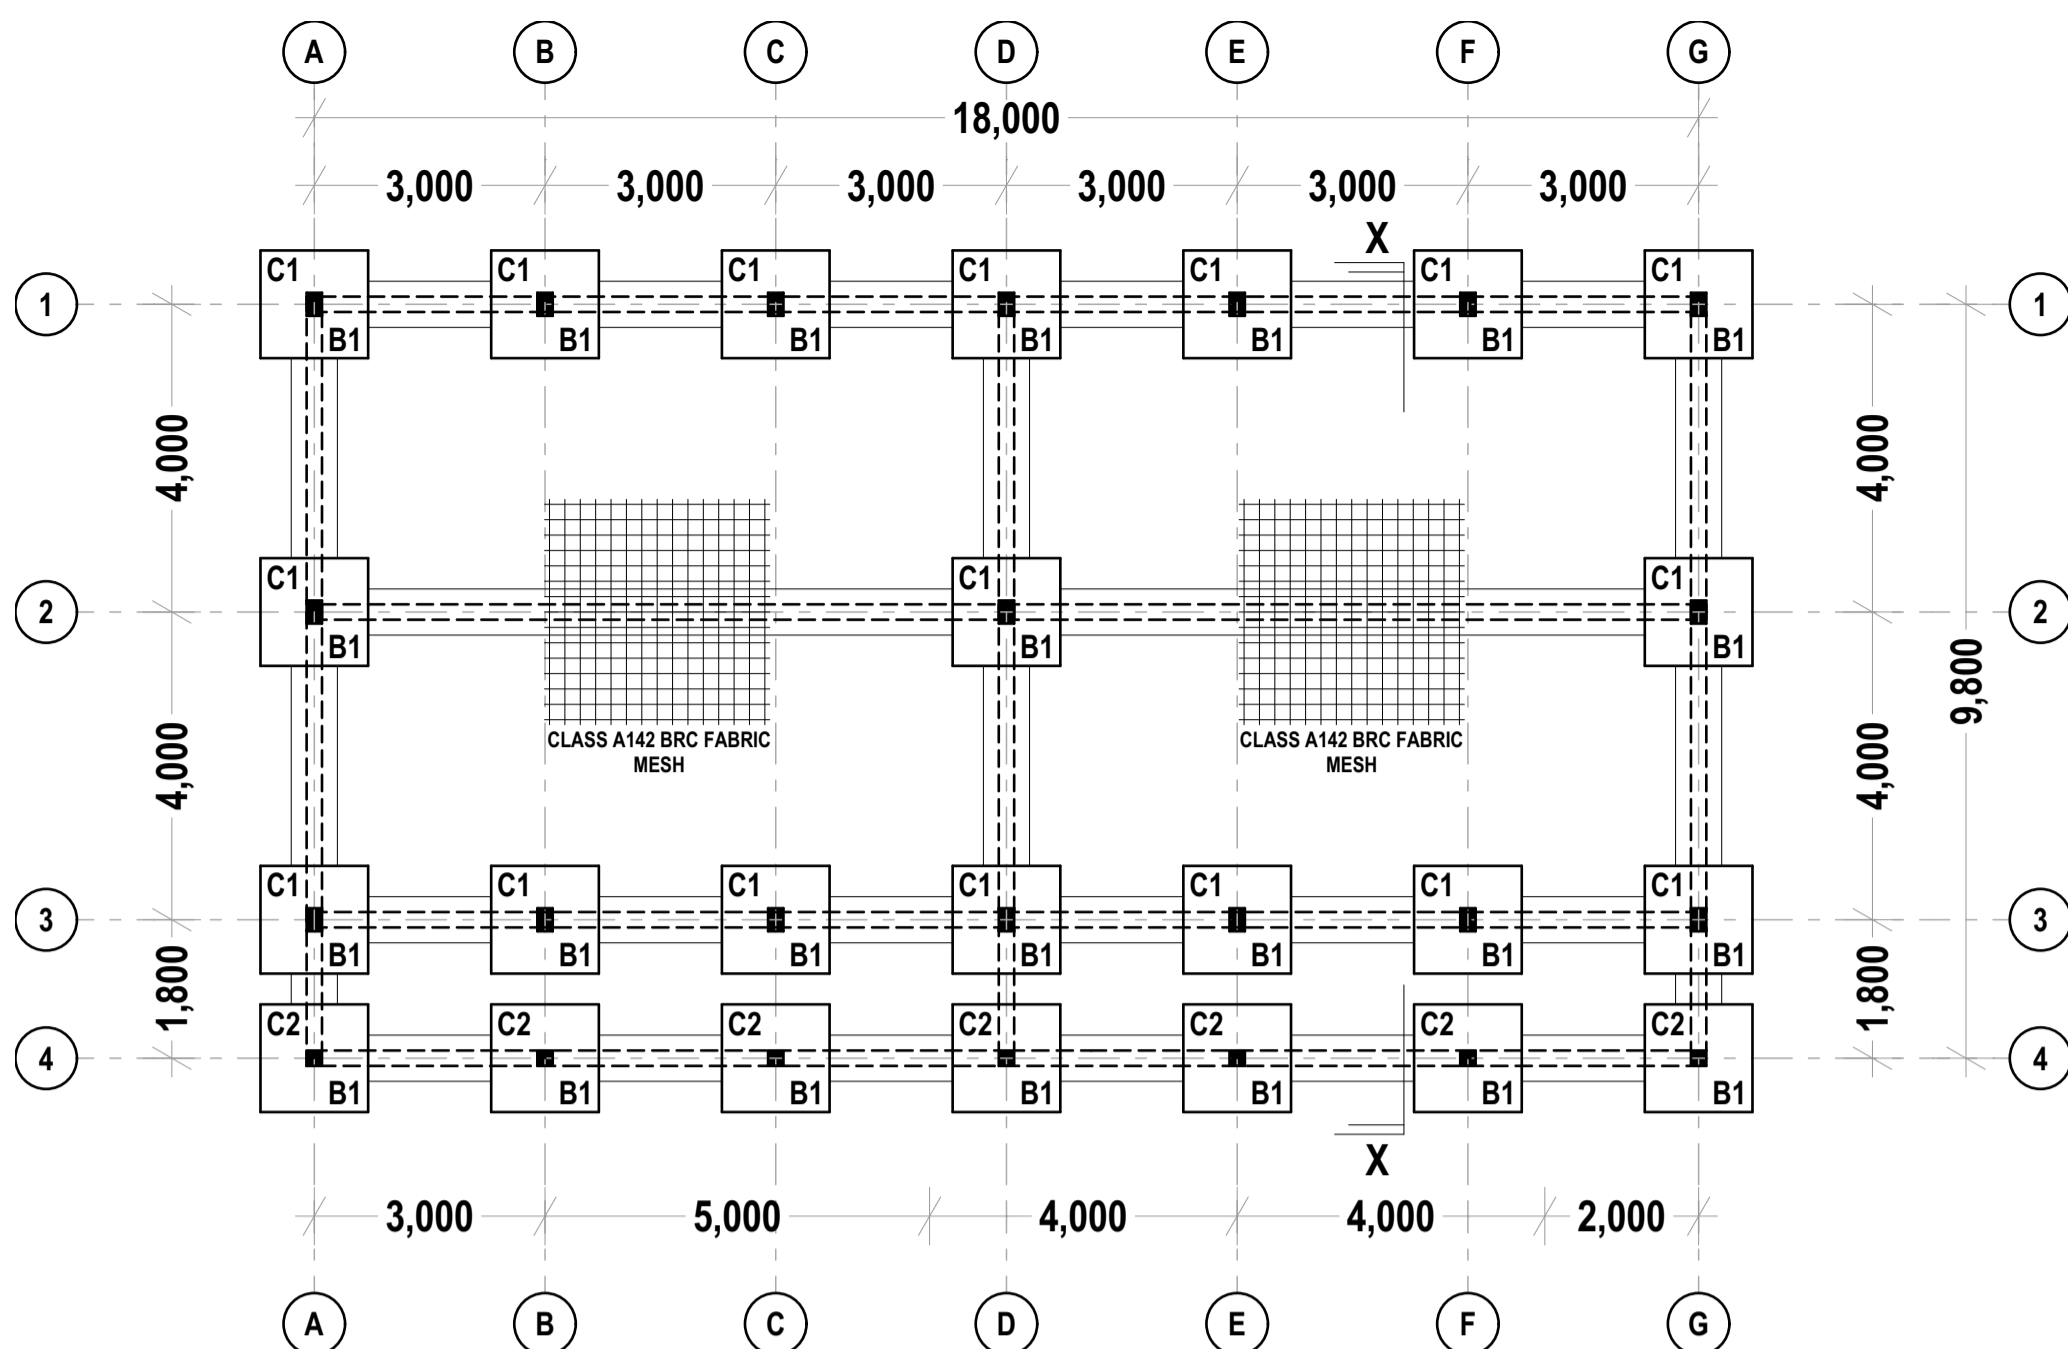 A B C D E F G
18,000
3,000 3,000 3,000 3,000 3,000 3,000
X
C1 C1 C1 C1 C1 C1 C1
1 1
B1 B1 B1 B1 B1 B1 B1
4,000 4,000
C1 C1 C1
2 2
B1 B1 B1
9,800
CLASS A142 BRC FABRIC
MESH
CLASS A142 BRC FABRIC
MESH
4,000 4,000
C1 C1 C1 C1 C1 C1 C1
3 3
B1 B1 B1 B1 B1 B1 B1
1,800 1,800
C2 C2 C2 C2 C2 C2 C2
4 4
B1 B1 B1 B1 B1 B1 B1
X
3,000 5,000 4,000 4,000 2,000
A B C D E F G